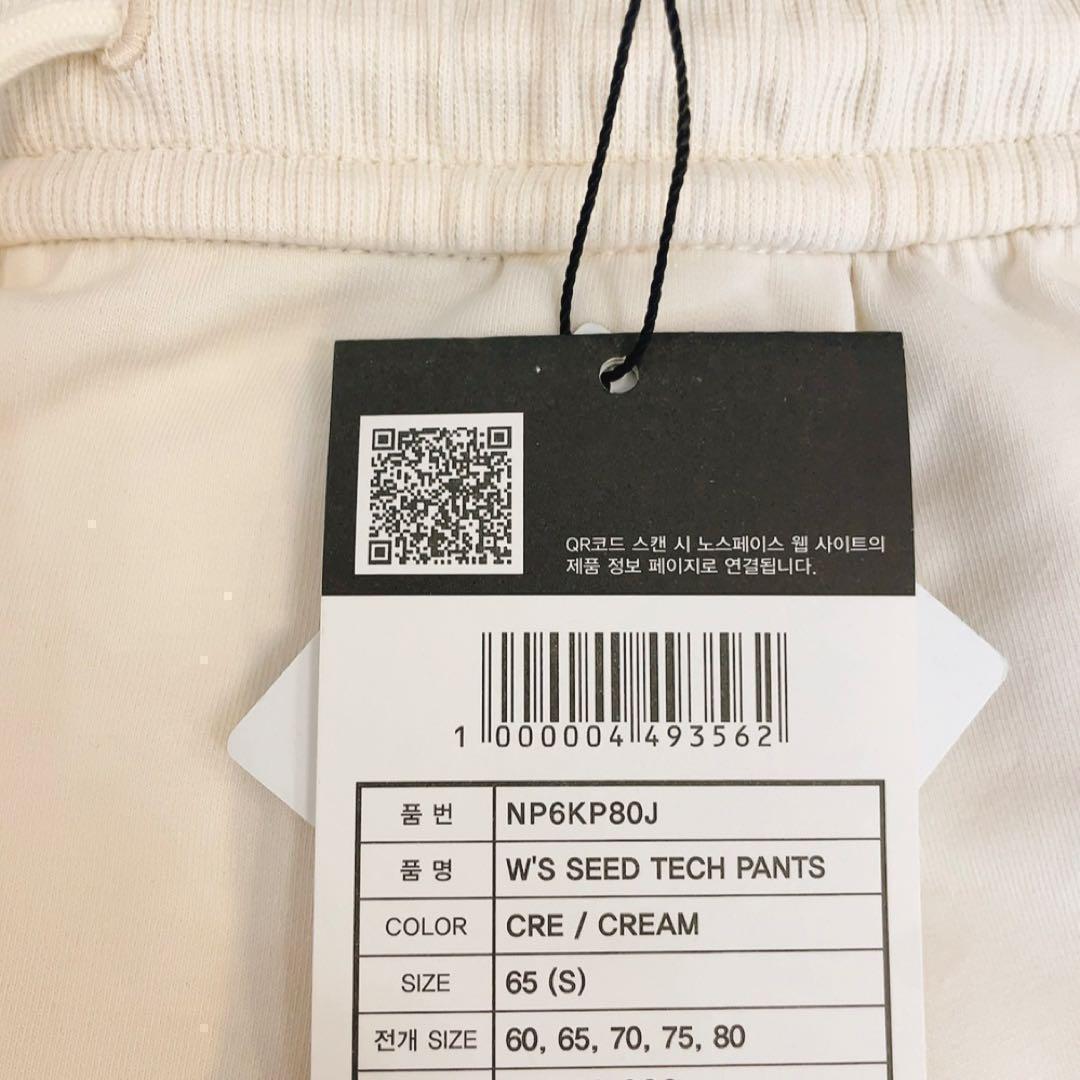 QR코드 스캔 시 노스페이스 웹 사이트의
제품 정보 페이지로 연결됩니다.
1 000004 493562
품 번 NP6KP80J
품 명 W'S SEED TECH PANTS
COLOR CRE / CREAM
SIZE 65 (S)
전개 SIZE 60, 65, 70, 75, 80